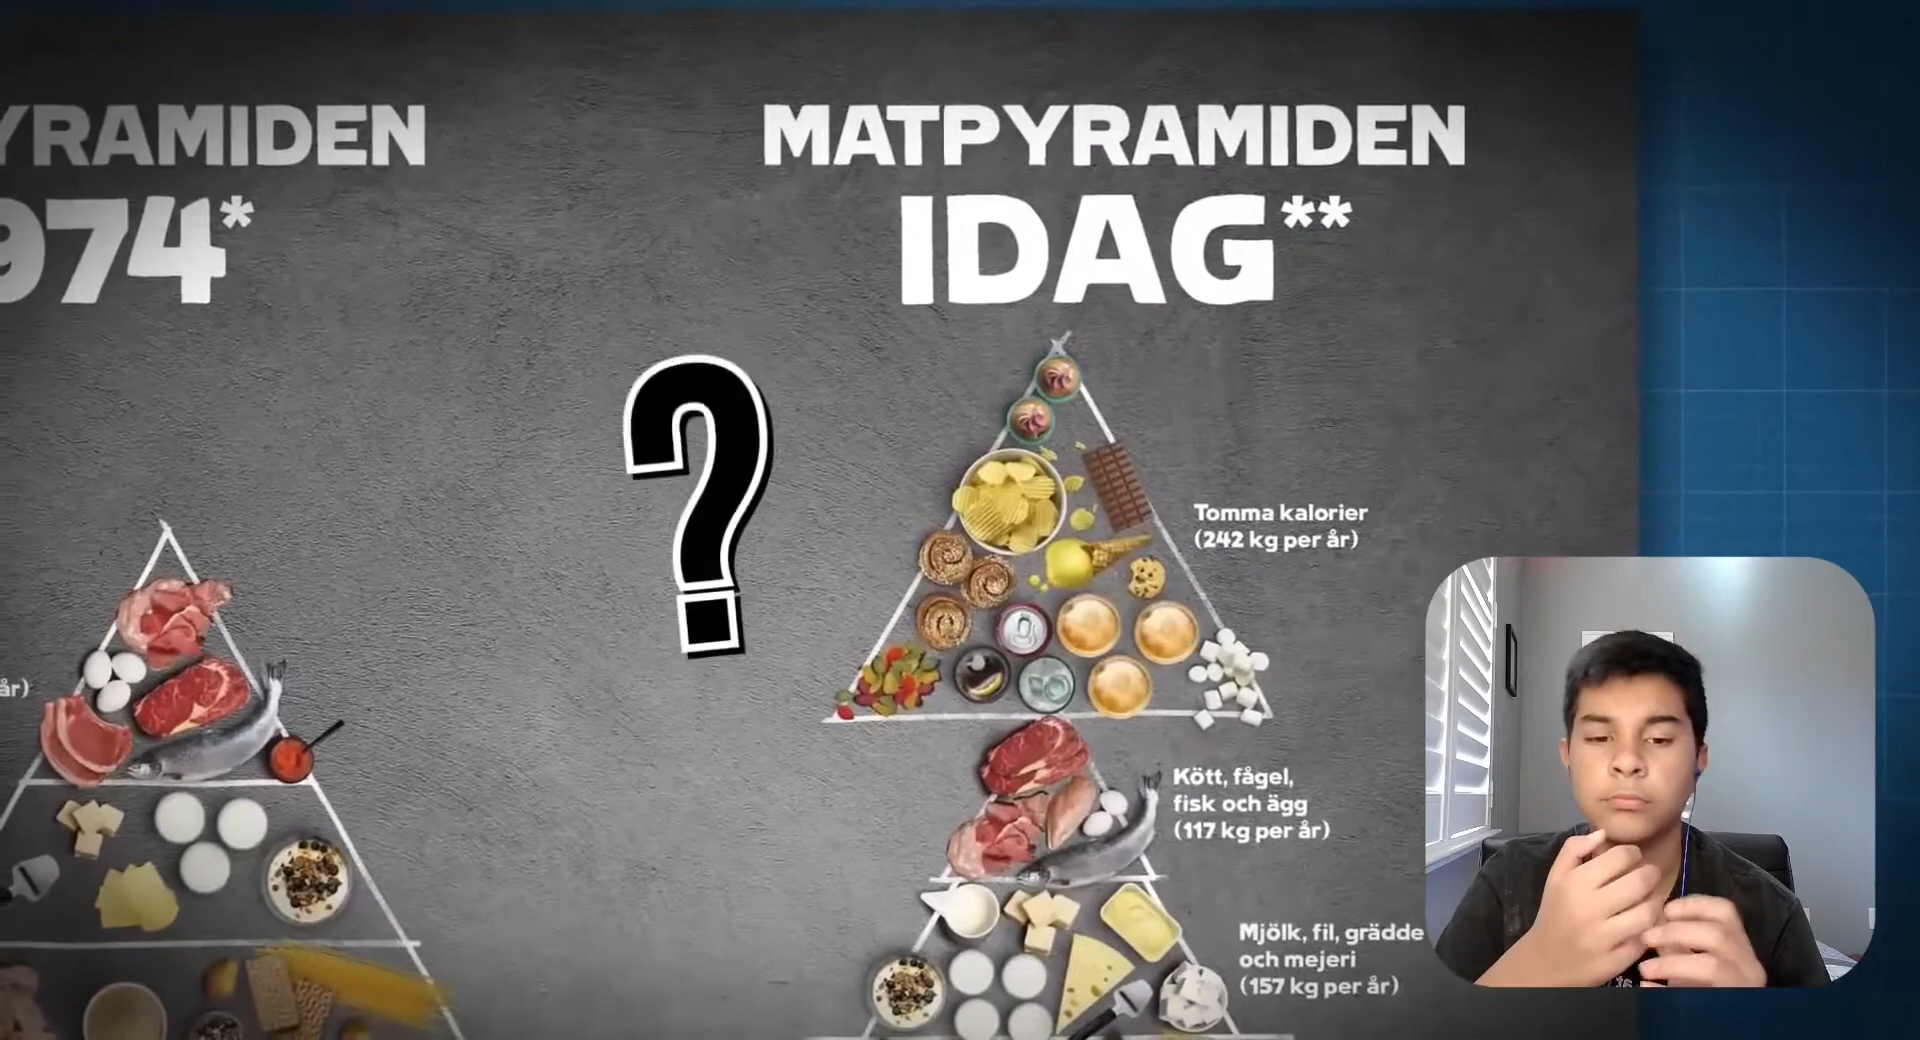 YRAMIDEN
974*
år)
MATPYRAMIDEN
IDAG**
?
Tomma kalorier
(242 kg per år)
Kött, fågel,
fisk och ägg
(117 kg per år)
Mjölk, fil, grädde
och mejeri
(157 kg per år)